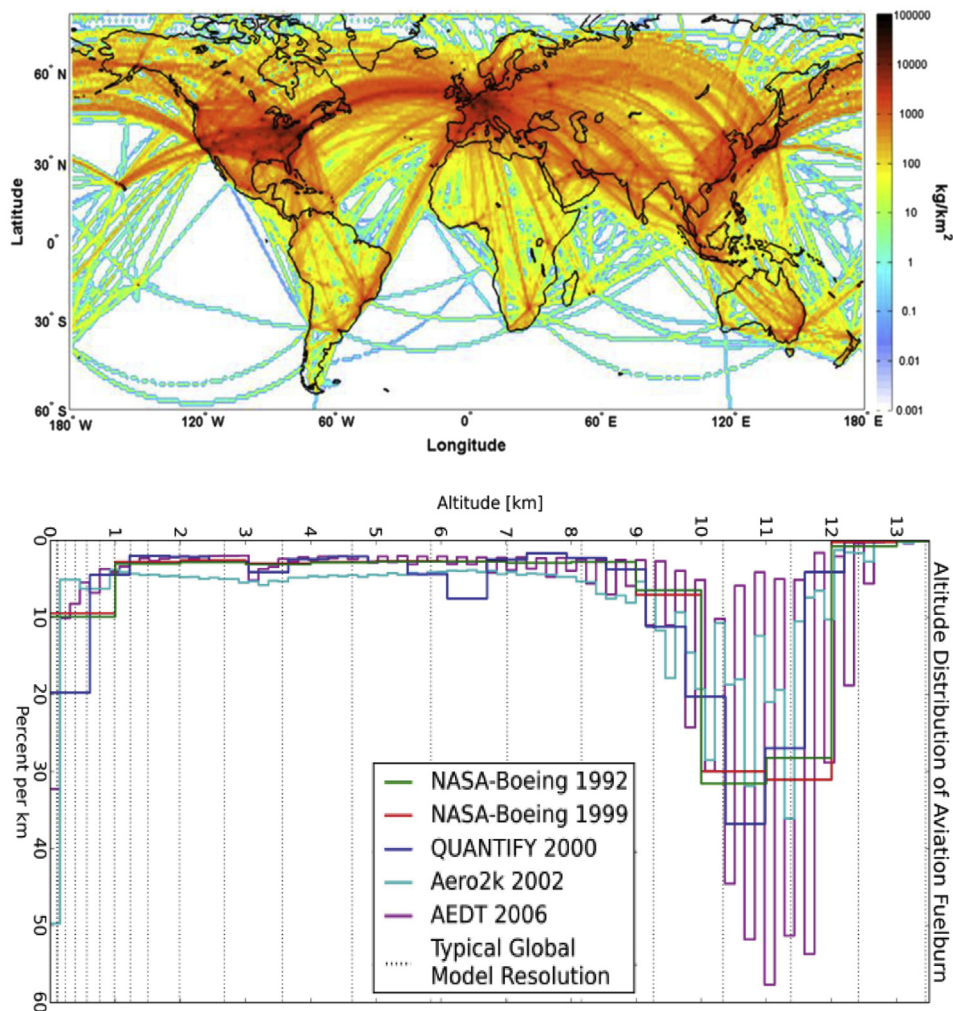 100000
10000
1000
100
10
1
0.1
0.01
0.001
kg/km²
60° N
30° N
0°
30° S
60° S
Latitude
180° W
120° W
60° W
0°
60° E
120° E
180° E
Longitude
Altitude [km]
0
1
2
3
4
5
6
7
8
9
10
11
12
13
0
10
20
30
40
50
60
Percent per km
Altitude Distribution of Aviation Fuelburn
NASA-Boeing 1992
NASA-Boeing 1999
QUANTIFY 2000
Aero2k 2002
AEDT 2006
Typical Global
Model Resolution